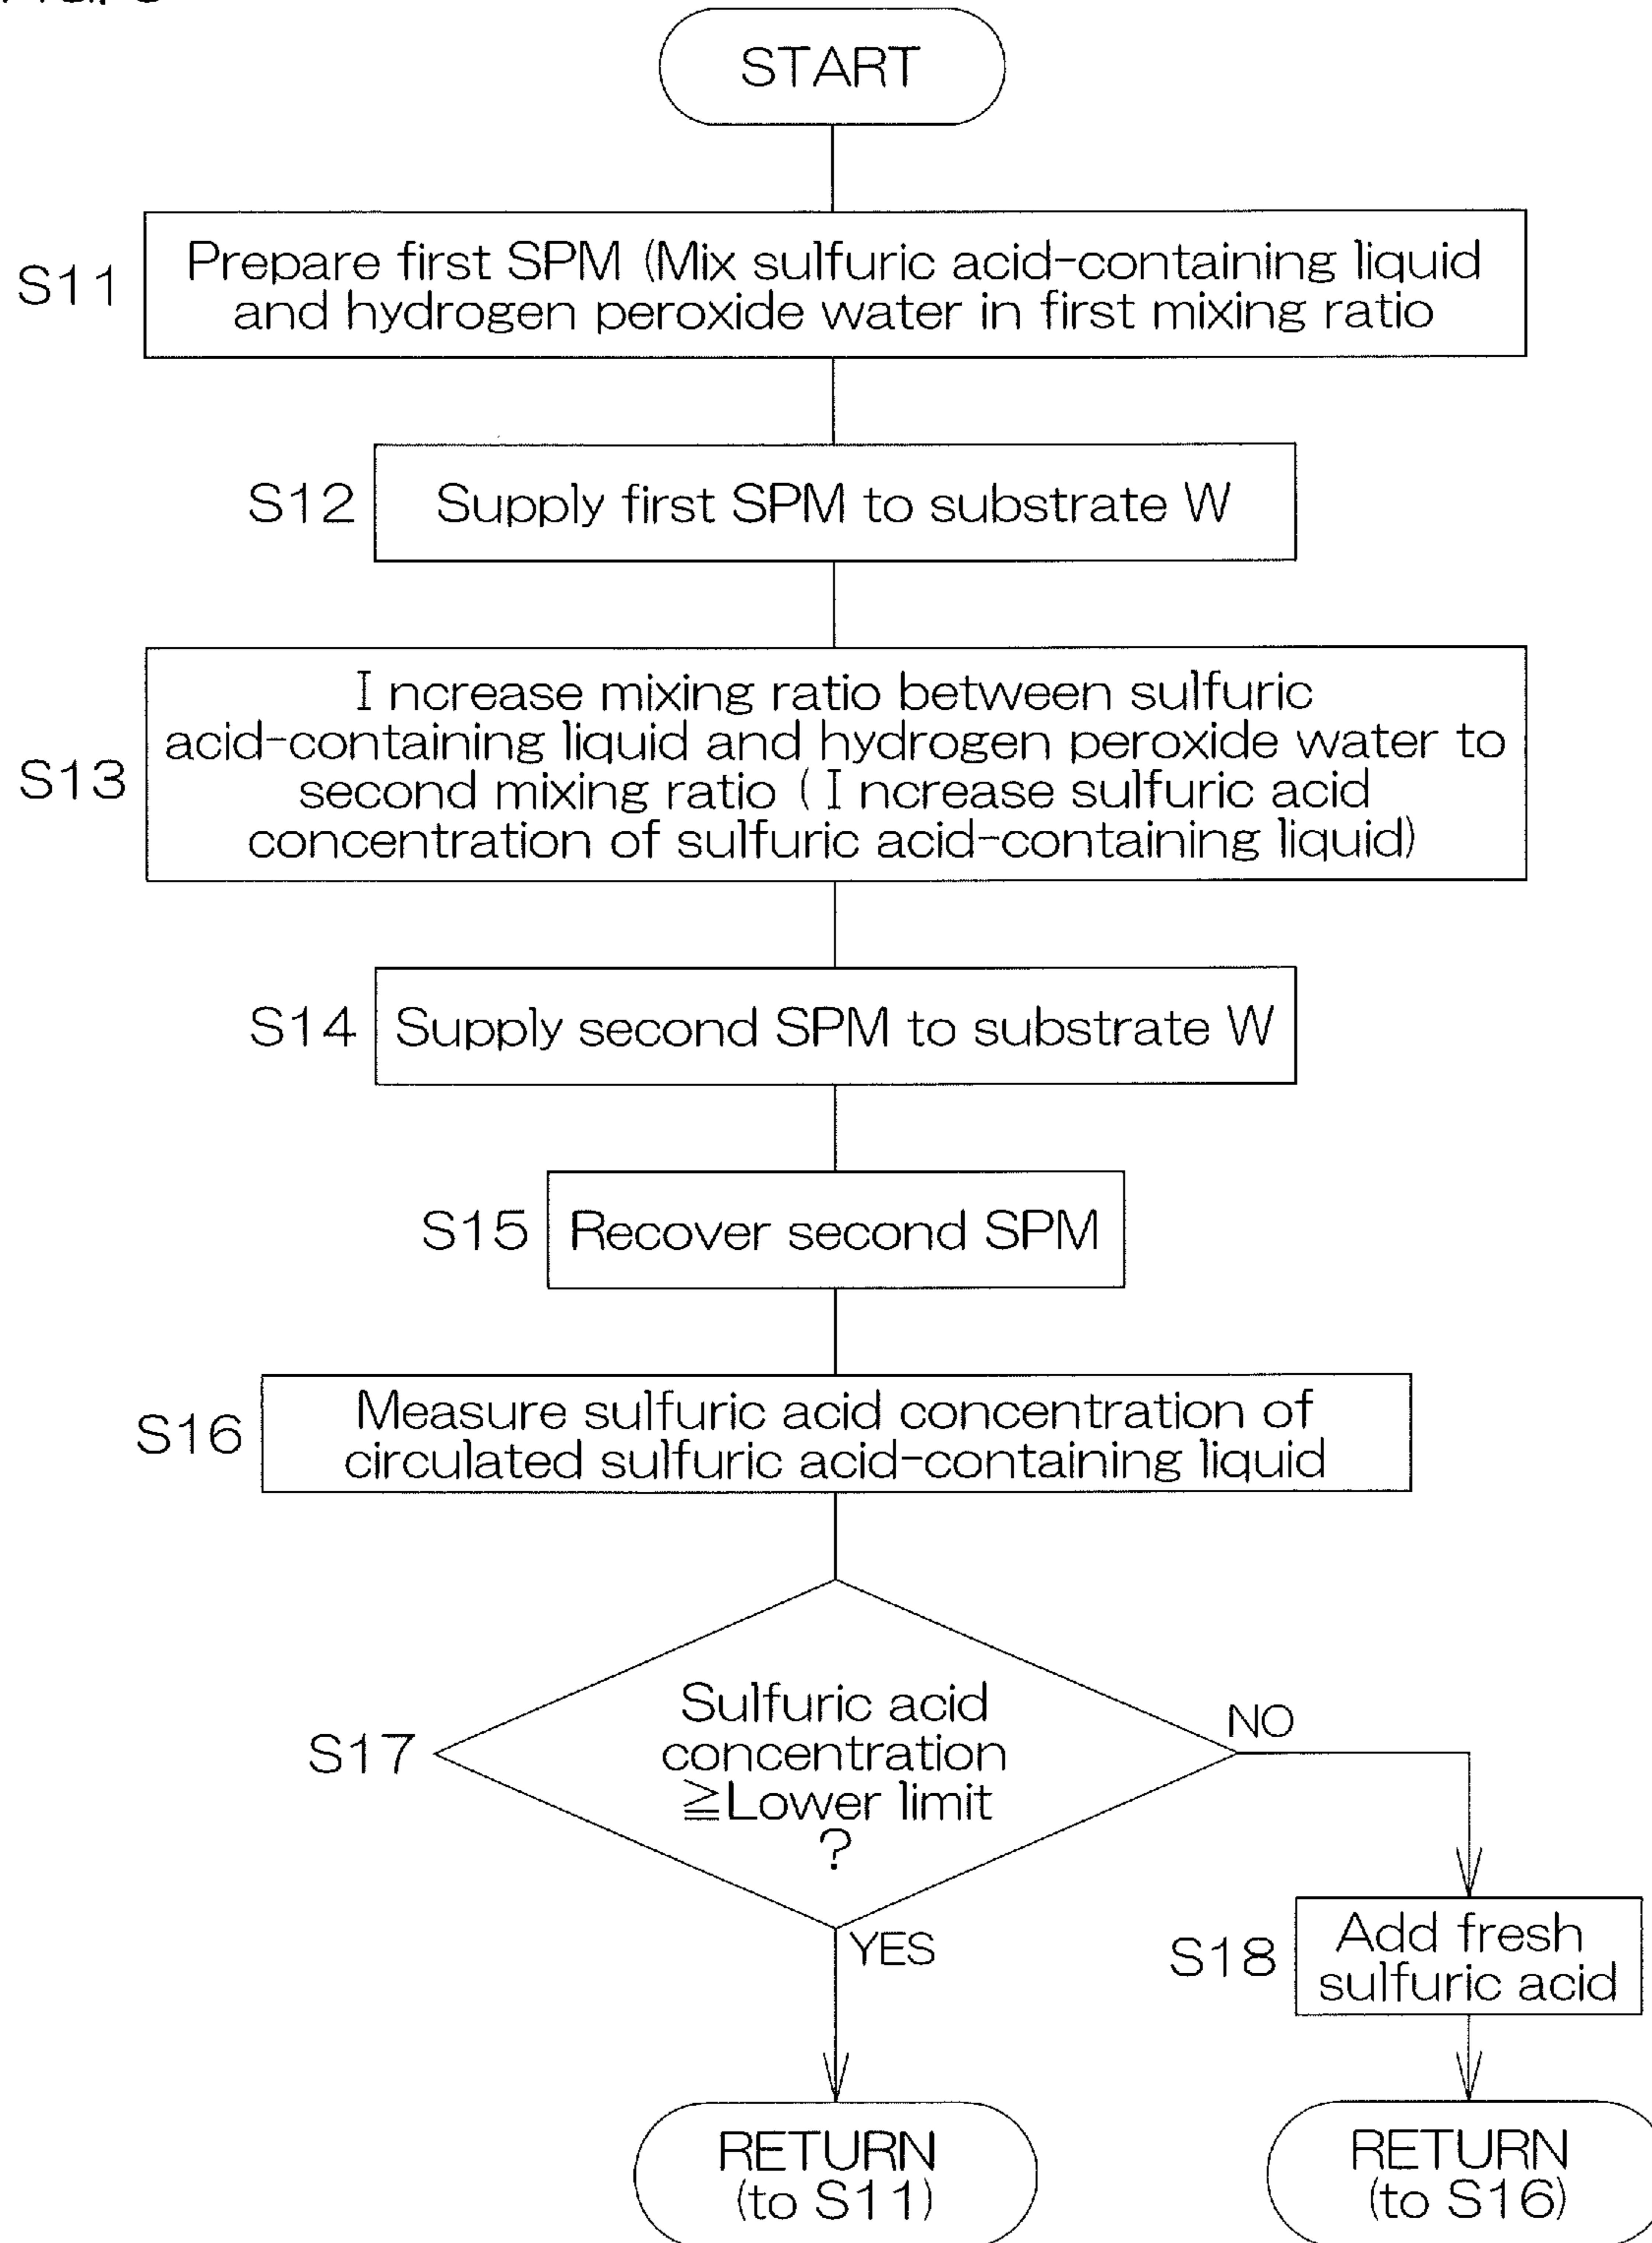 START
S11
Prepare first SPM (Mix sulfuric acid-containing liquid
and hydrogen peroxide water in first mixing ratio
S12
Supply first SPM to substrate W
S13
Increase mixing ratio between sulfuric
acid-containing liquid and hydrogen peroxide water to
second mixing ratio (Increase sulfuric acid
concentration of sulfuric acid-containing liquid)
S14
Supply second SPM to substrate W
S15
Recover second SPM
S16
Measure sulfuric acid concentration of
circulated sulfuric acid-containing liquid
S17
Sulfuric acid
concentration
≧Lower limit
?
NO
YES
S18
Add fresh
sulfuric acid
RETURN
(to S11)
RETURN
(to S16)